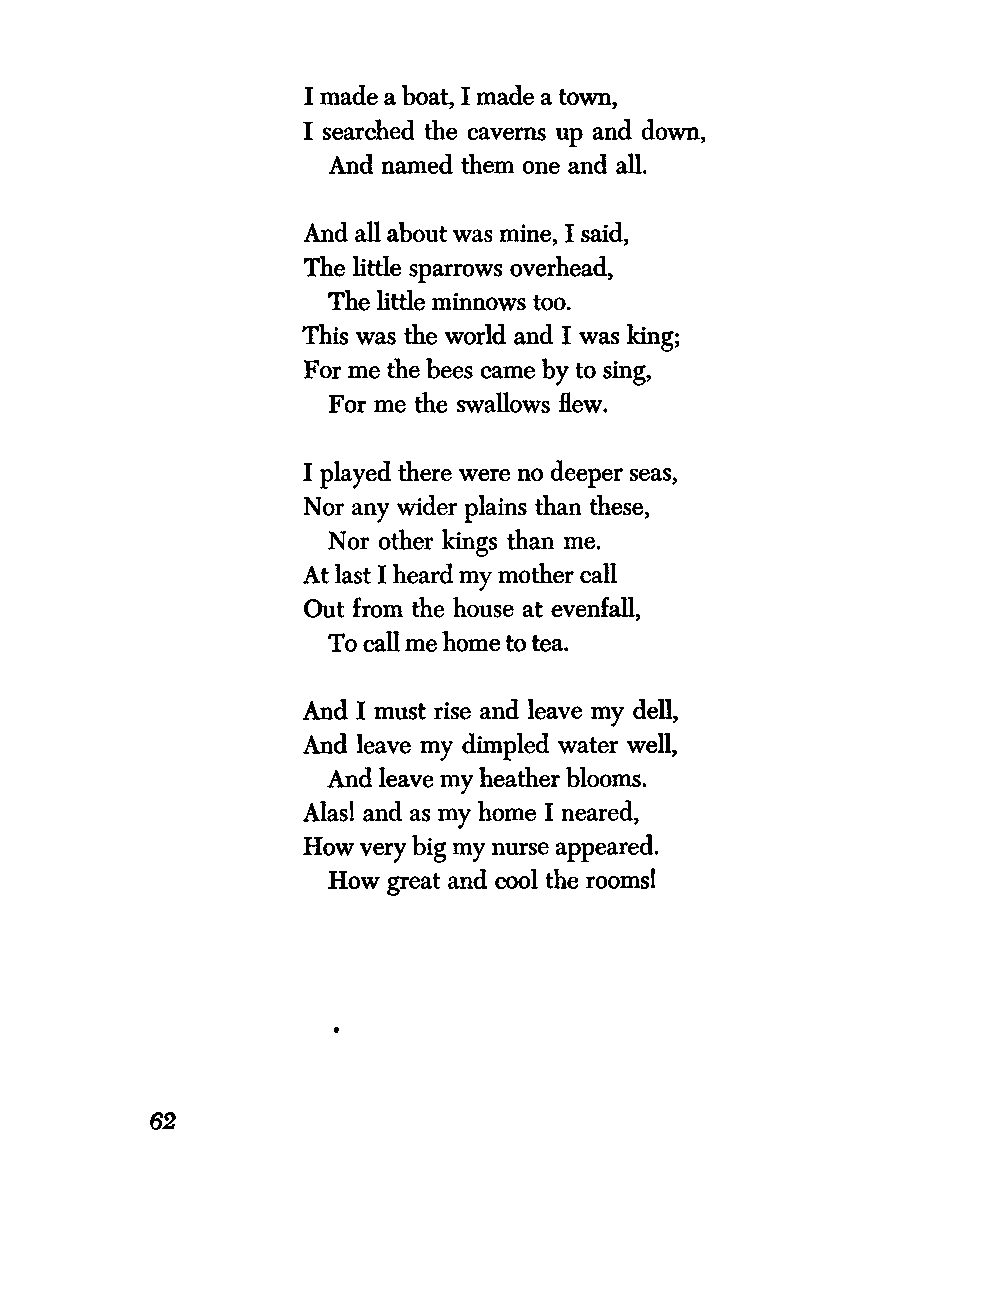 I made a boat, I made a town,
I searched the caverns up and down,
And named them one and all.

And all about was mine, I said,
The little sparrows overhead,
The little minnows too.
This was the world and I was king;
For me the bees came by to sing,
For me the swallows flew.

I played there were no deeper seas,
Nor any wider plains than these,
Nor other kings than me.
At last I heard my mother call
Out from the house at evenfall,
To call me home to tea.

And I must rise and leave my dell,
And leave my dimpled water well,
And leave my heather blooms.
Alas! and as my home I neared,
How very big my nurse appeared.
How great and cool the rooms!

62